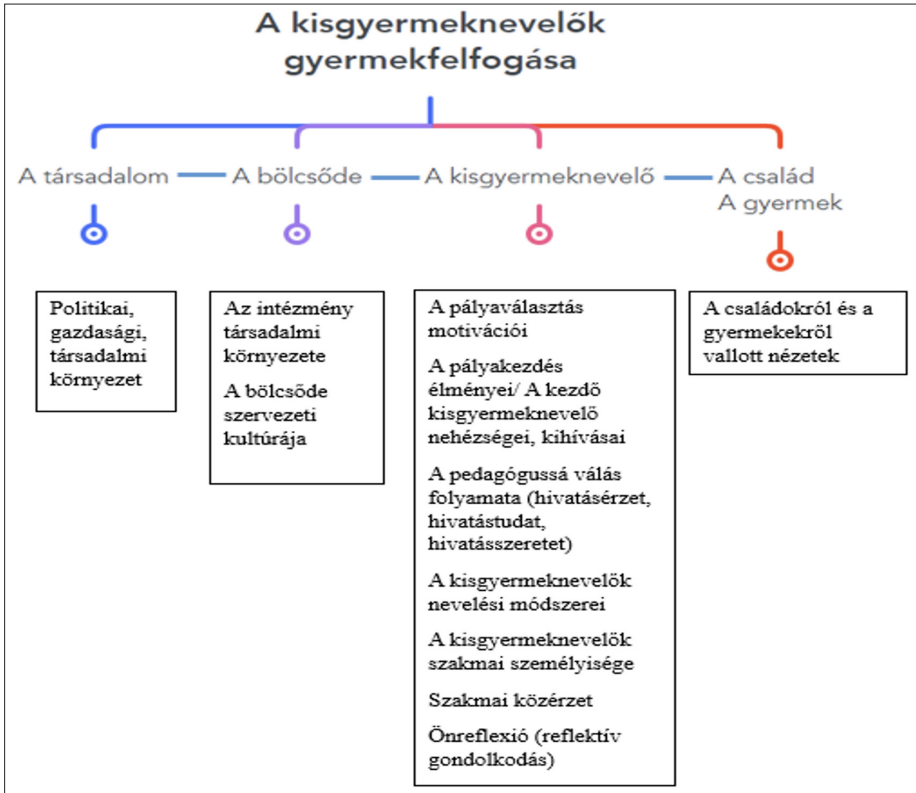 A kisgyermeknevelők
gyermekfelfogása
A társadalom
A bölcsőde
A kisgyermeknevelő
A család
A gyermek
Politikai,
gazdasági,
társadalmi
környezet
Az intézmény
társadalmi
környezete
A bölcsőde
szervezeti
kultúrája
A pályaválasztás
motivációi
A pályakezdés
élményei/ A kezdő
kisgyermeknevelő
nehézségei, kihívásai
A pedagógussá válás
folyamata (hivatásérzet,
hivatástudat,
hivatásszeretet)
A kisgyermeknevelők
nevelési módszerei
A kisgyermeknevelők
szakmai személyisége
Szakmai közérzet
Önreflexió (reflektív
gondolkodás)
A családokról és a
gyermekekről
vallott nézetek